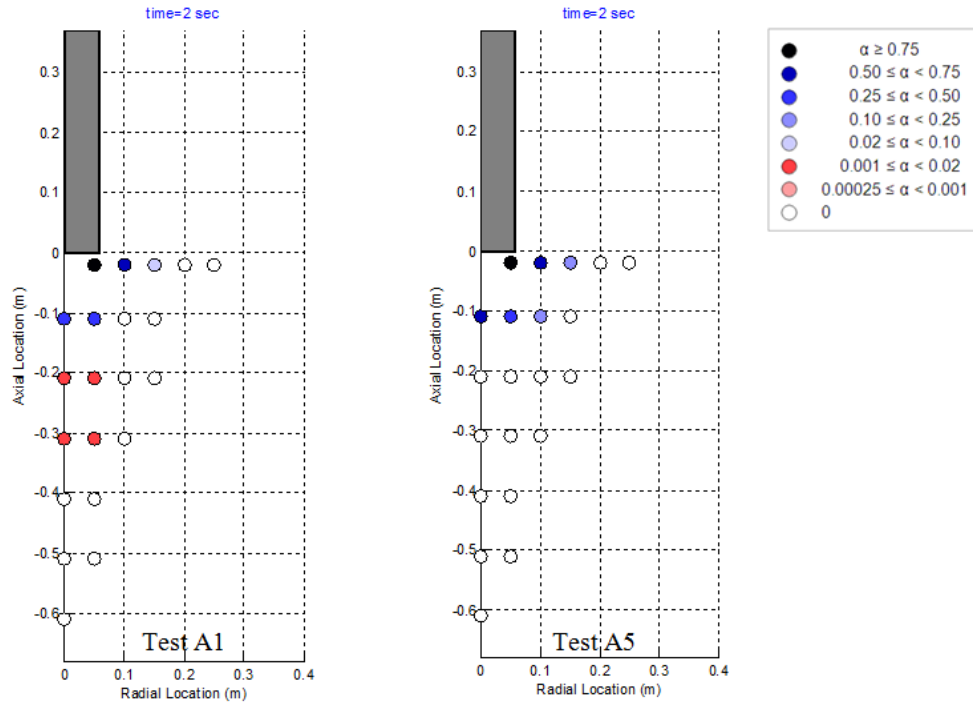 time=2 sec
0.3
0.2
0.1
0
-0.1
-0.2
-0.3
-0.4
-0.5
-0.6
Axial Location (m)
Test A1
0 0.1 0.2 0.3 0.4
Radial Location (m)
time=2 sec
0.3
0.2
0.1
0
-0.1
-0.2
-0.3
-0.4
-0.5
-0.6
Axial Location (m)
Test A5
0 0.1 0.2 0.3 0.4
Radial Location (m)
α ≥ 0.75
0.50 ≤ α < 0.75
0.25 ≤ α < 0.50
0.10 ≤ α < 0.25
0.02 ≤ α < 0.10
0.001 ≤ α < 0.02
0.00025 ≤ α < 0.001
0